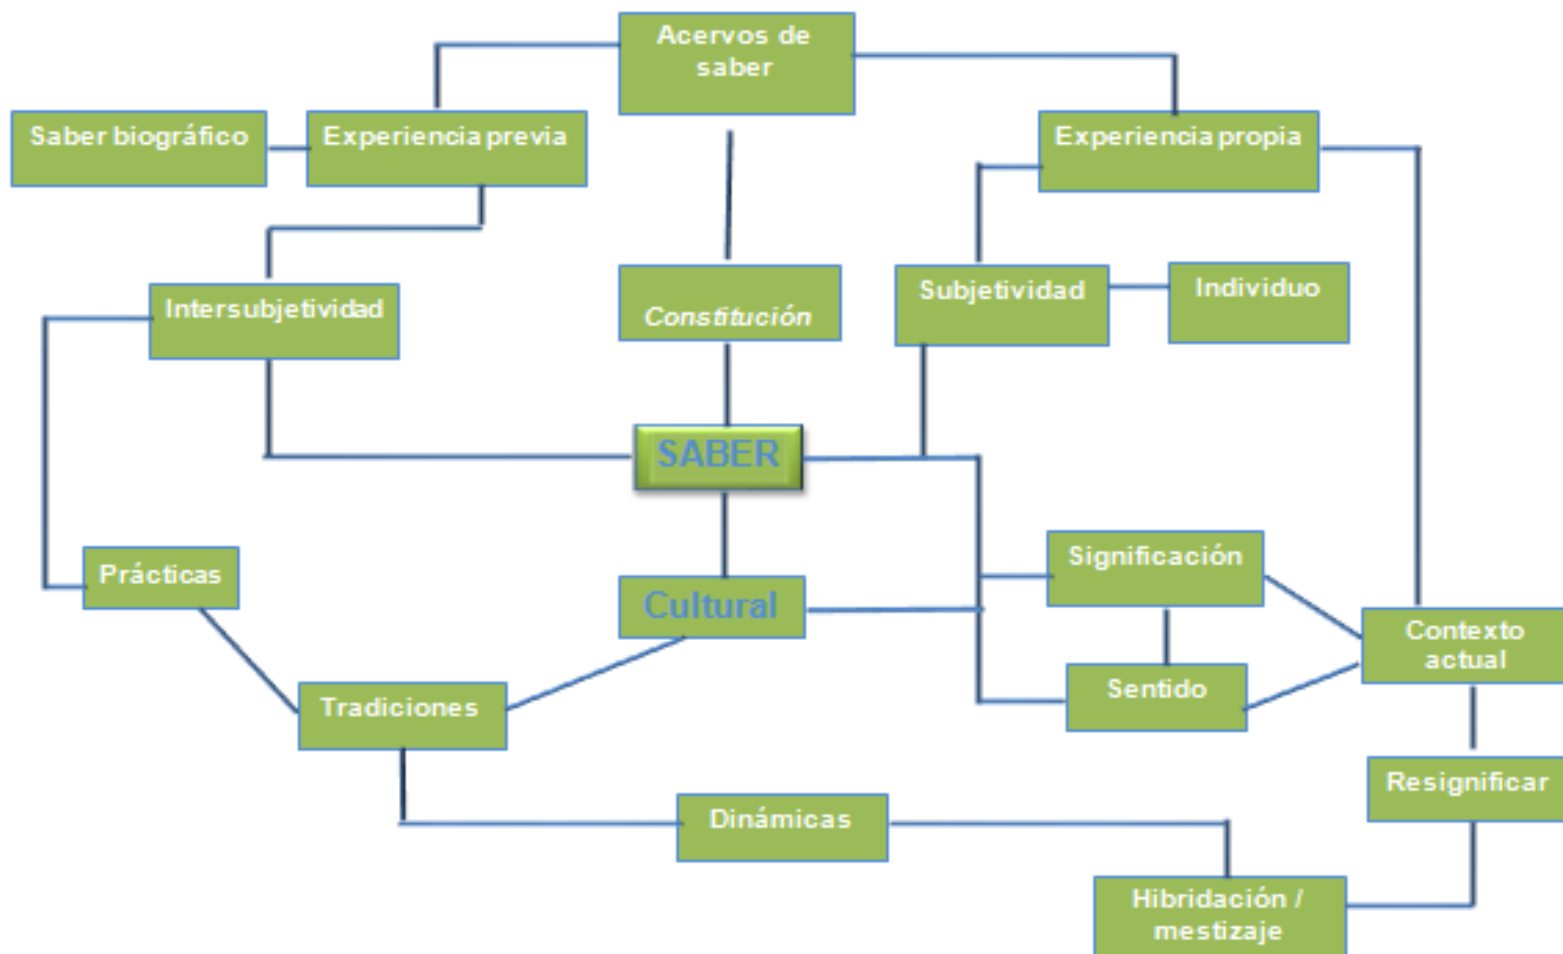 Acervos de
saber
Saber biográfico
Experiencia previa
Experiencia propia
Intersubjetividad
Constitución
Subjetividad
Individuo
SABER
Prácticas
Cultural
Significación
Contexto
actual
Sentido
Tradiciones
Resignificar
Dinámicas
Hibridación /
mestizaje